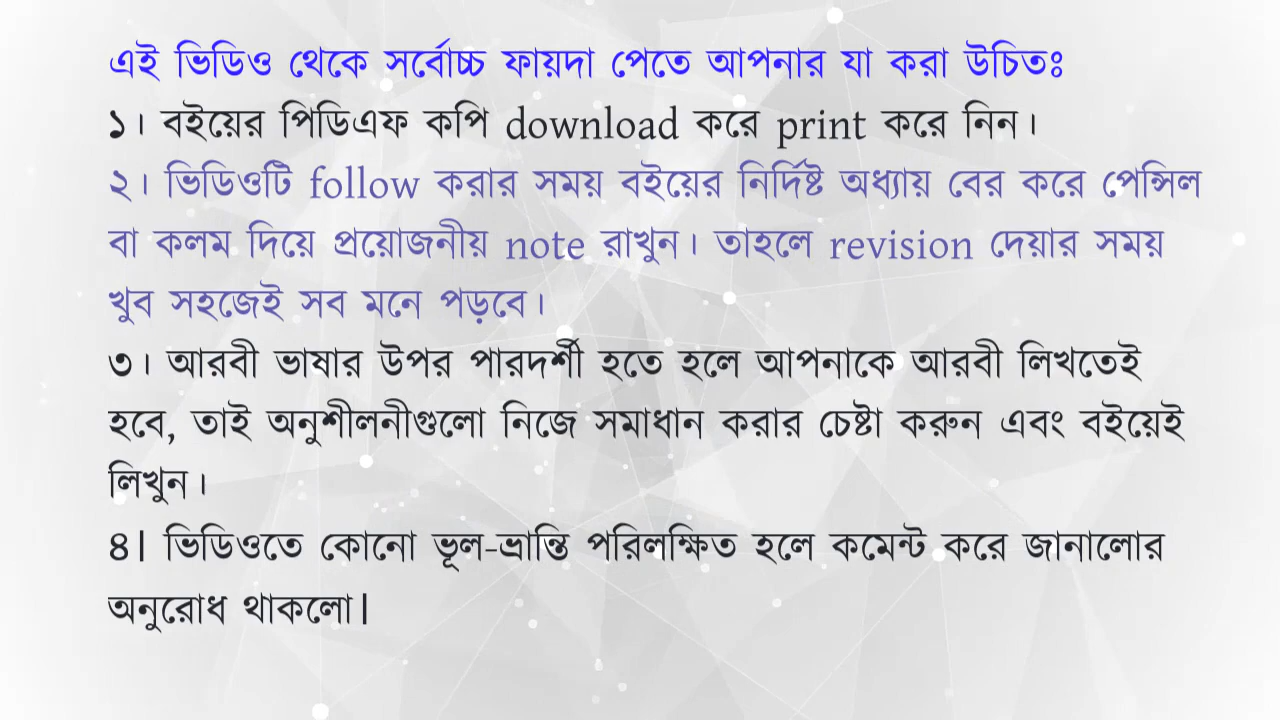 এই ভিডিও থেকে সর্বোচ্চ ফায়দা পেতে আপনার যা করা উচিতঃ
১। বইয়ের পিডিএফ কপি download করে print করে নিন।
২। ভিডিওটি follow করার সময় বইয়ের নির্দিষ্ট অধ্যায় বের করে পেন্সিল
বা কলম দিয়ে প্রয়োজনীয় note রাখুন। তাহলে revision দেয়ার সময়
খুব সহজেই সব মনে পড়বে।
৩। আরবী ভাষার উপর পারদর্শী হতে হলে আপনাকে আরবী লিখতেই
হবে, তাই অনুশীলনীগুলো নিজে সমাধান করার চেষ্টা করুন এবং বইয়েই
লিখুন।
৪| ভিডিওতে কোনো ভূল-ভ্রান্তি পরিলক্ষিত হলে কমেন্ট করে জানালোর
অনুরোধ থাকলো|